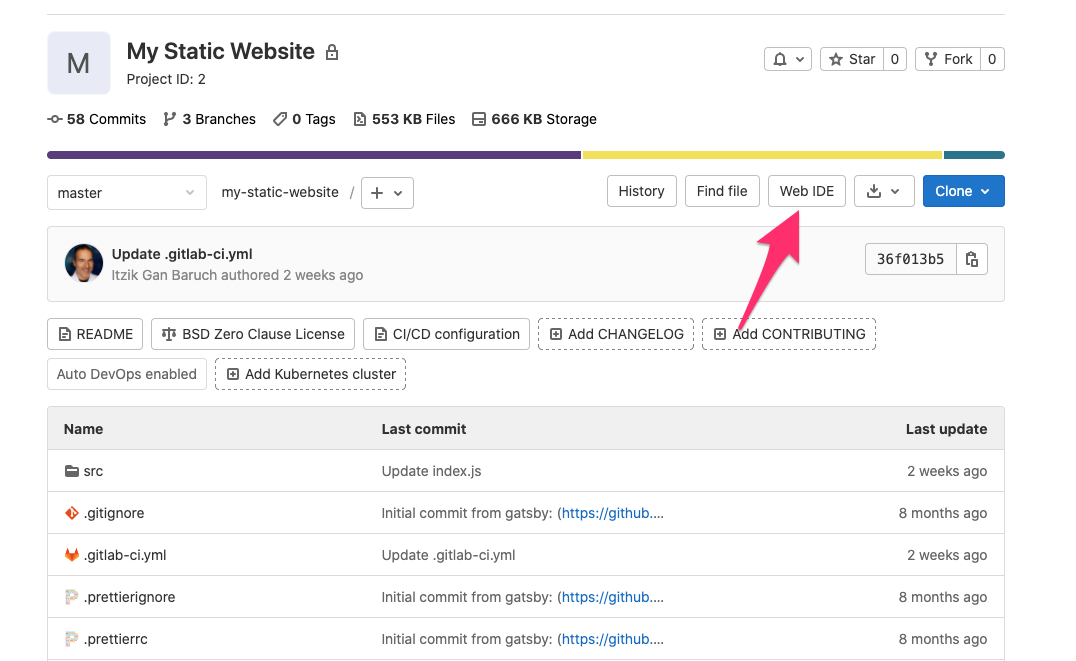 M
My Static Website
Project ID: 2
Star 0
Fork 0
58 Commits 3 Branches 0 Tags 553 KB Files 666 KB Storage
master
my-static-website /
History
Find file
Web IDE
Clone
Update .gitlab-ci.yml
Itzik Gan Baruch authored 2 weeks ago
36f013b5
README
BSD Zero Clause License
CI/CD configuration
Add CHANGELOG
Add CONTRIBUTING
Auto DevOps enabled
Add Kubernetes cluster
Name Last commit Last update
src Update index.js 2 weeks ago
.gitignore Initial commit from gatsby: (https://github.... 8 months ago
.gitlab-ci.yml Update .gitlab-ci.yml 2 weeks ago
.prettierignore Initial commit from gatsby: (https://github.... 8 months ago
.prettierrc Initial commit from gatsby: (https://github.... 8 months ago